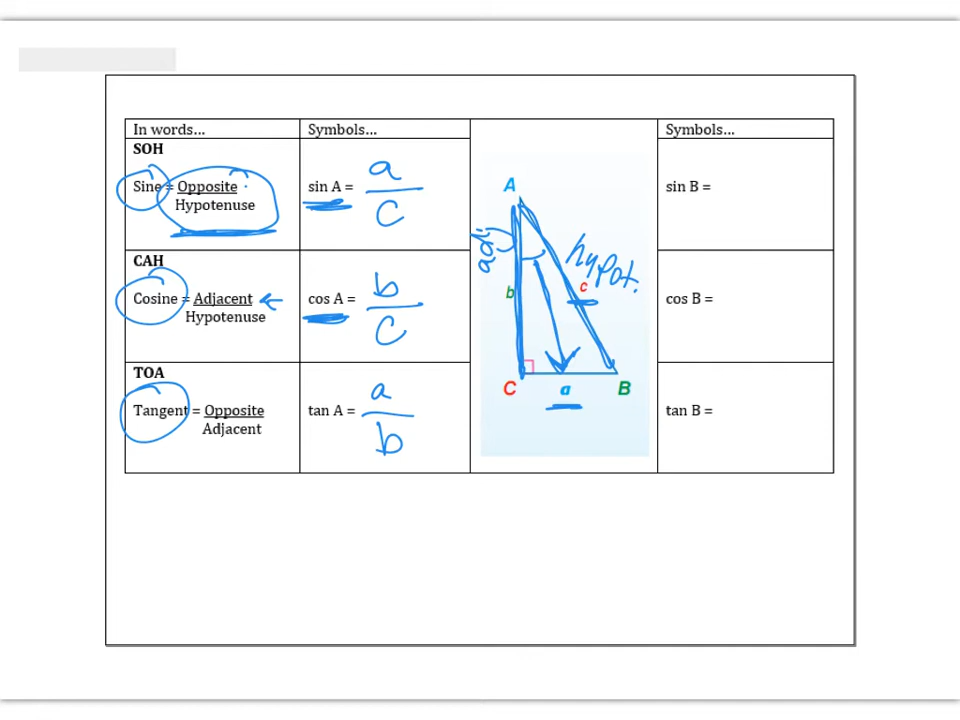 In words...
Symbols...
Symbols...
SOH
Sine = Opposite
Hypotenuse
sin A =
a
c
sin B =
CAH
Cosine = Adjacent
Hypotenuse
cos A =
b
c
cos B =
TOA
Tangent = Opposite
Adjacent
tan A =
a
b
tan B =
A
adj
hypot.
b
c
C
a
B